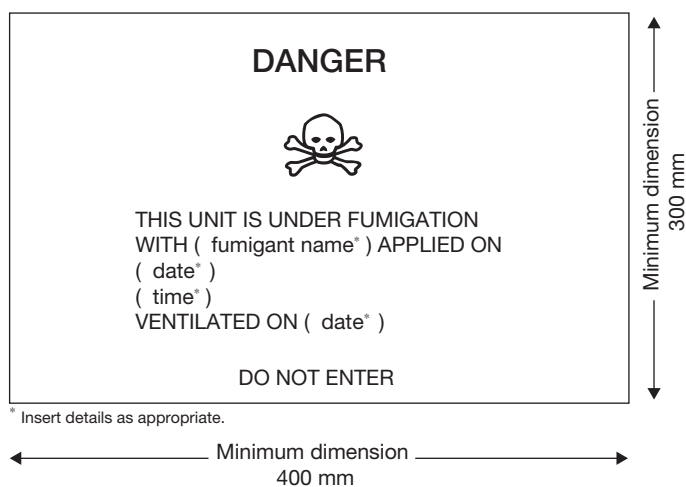 DANGER
THIS UNIT IS UNDER FUMIGATION
WITH ( fumigant name* ) APPLIED ON
( date* )
( time* )
VENTILATED ON ( date* )
DO NOT ENTER
* Insert details as appropriate.
Minimum dimension
400 mm
Minimum dimension
300 mm